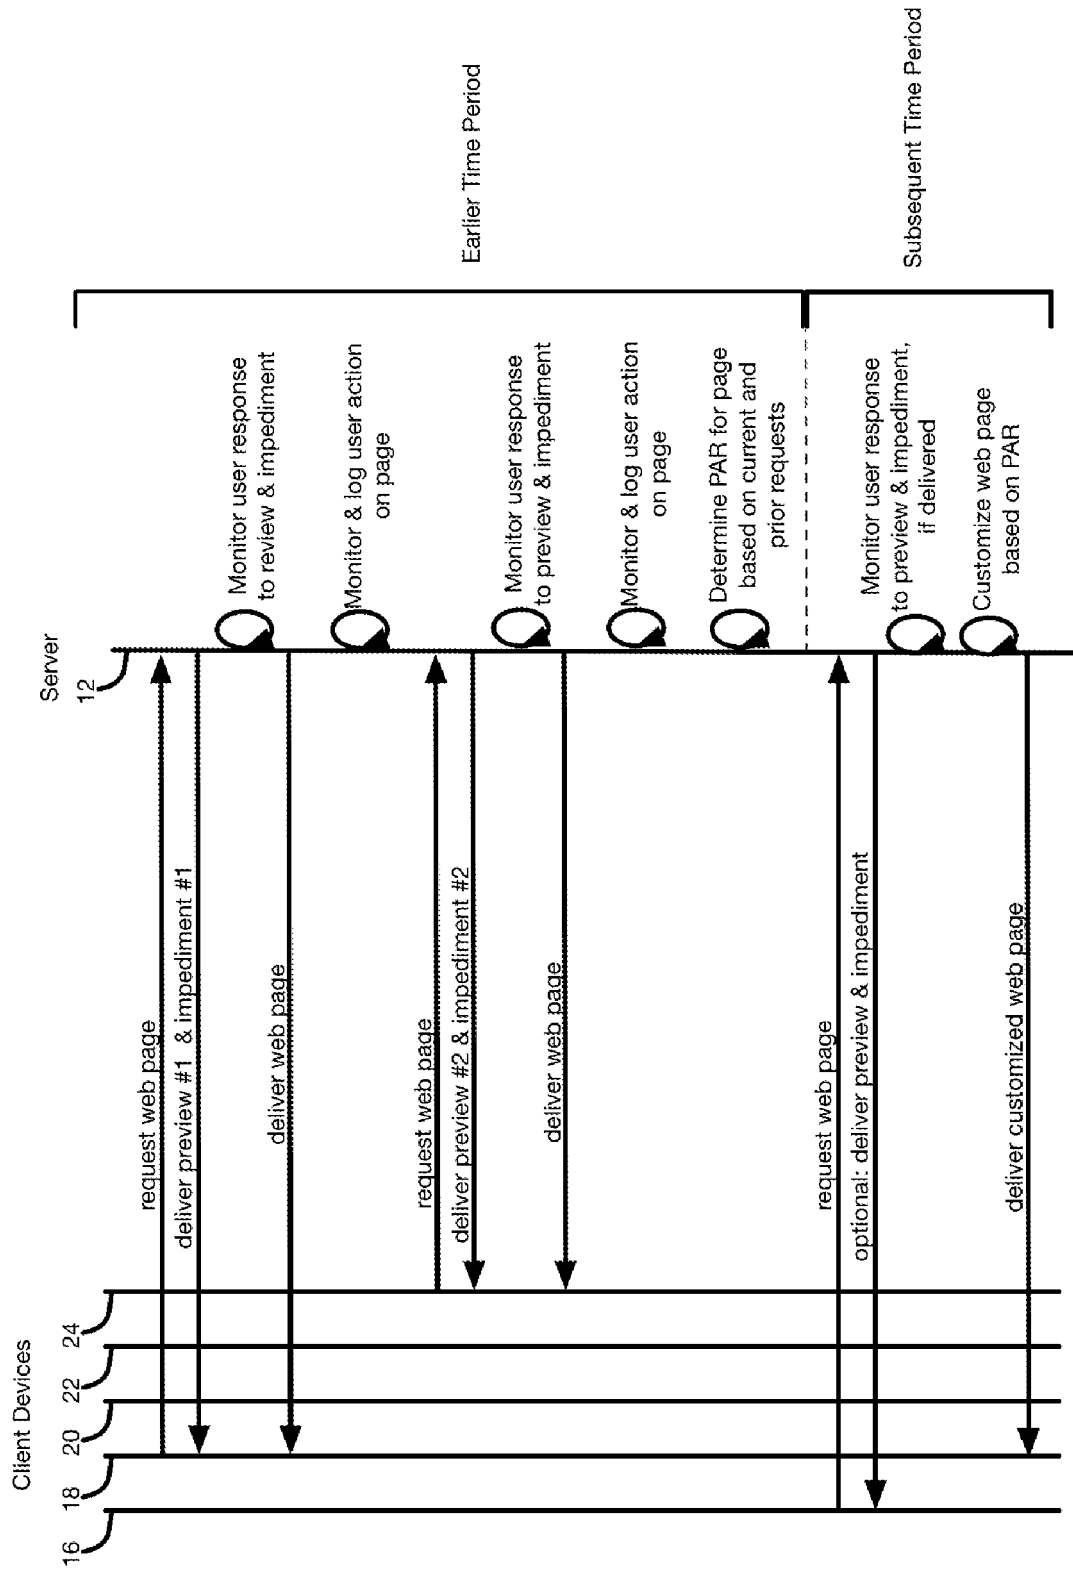 Client Devices
16
18
20
22
24
Server
12
request web page
deliver preview #1 & impediment #1
Monitor user response
to review & impediment
deliver web page
Monitor & log user action
on page
request web page
deliver preview #2 & impediment #2
Monitor user response
to preview & impediment
deliver web page
Monitor & log user action
on page
Determine PAR for page
based on current and
prior requests
Earlier Time Period
request web page
optional: deliver preview & impediment
Monitor user response
to preview & impediment,
if delivered
Customize web page
based on PAR
deliver customized web page
Subsequent Time Period